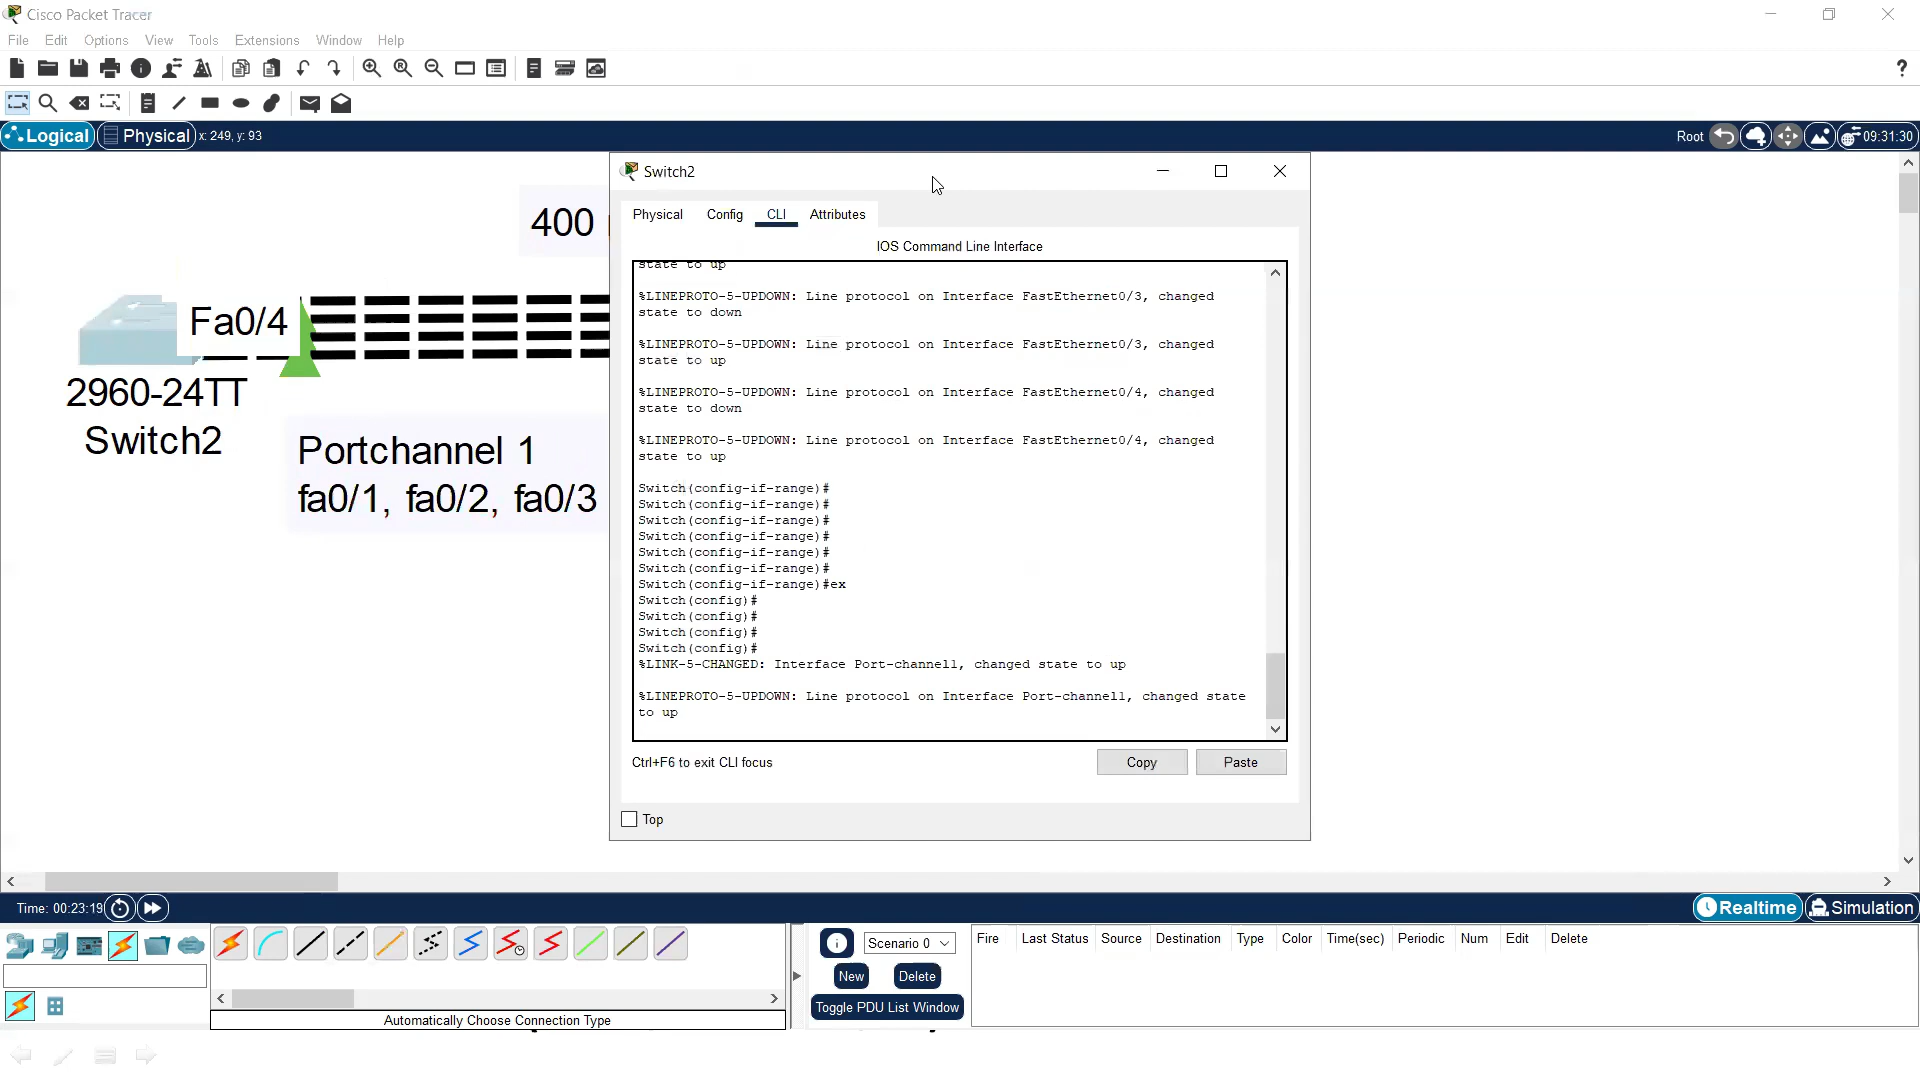 Cisco Packet Tracer
File Edit Options View Tools Extensions Window Help
?
Logical Physical x: 249, y: 93 Root 09:31:30
400
Fa0/4
2960-24TT
Switch2
Portchannel 1
fa0/1, fa0/2, fa0/3
Switch2
Physical Config CLI Attributes
IOS Command Line Interface
state to up
%LINEPROTO-5-UPDOWN: Line protocol on Interface FastEthernet0/3, changed
state to down
%LINEPROTO-5-UPDOWN: Line protocol on Interface FastEthernet0/3, changed
state to up
%LINEPROTO-5-UPDOWN: Line protocol on Interface FastEthernet0/4, changed
state to down
%LINEPROTO-5-UPDOWN: Line protocol on Interface FastEthernet0/4, changed
state to up
Switch(config-if-range)#
Switch(config-if-range)#
Switch(config-if-range)#
Switch(config-if-range)#
Switch(config-if-range)#
Switch(config-if-range)#
Switch(config-if-range)#ex
Switch(config)#
Switch(config)#
Switch(config)#
Switch(config)#
%LINK-5-CHANGED: Interface Port-channel1, changed state to up
%LINEPROTO-5-UPDOWN: Line protocol on Interface Port-channel1, changed state
to up
Ctrl+F6 to exit CLI focus
Copy Paste
Top
Time: 00:23:19
Realtime Simulation
Scenario 0
New Delete
Toggle PDU List Window
Fire Last Status Source Destination Type Color Time(sec) Periodic Num Edit Delete
Automatically Choose Connection Type